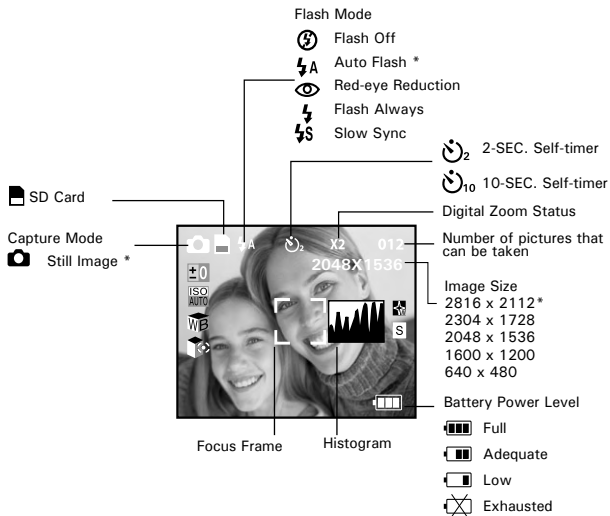 Flash Mode
Flash Off
A Auto Flash *
Red-eye Reduction
Flash Always
S Slow Sync
2 2-SEC. Self-timer
10 10-SEC. Self-timer
SD Card
Digital Zoom Status
Capture Mode
Still Image *
Number of pictures that
can be taken
A 2 X2 012
2048X1536
±0
ISO
AUTO
WB
S
Image Size
2816 x 2112*
2304 x 1728
2048 x 1536
1600 x 1200
640 x 480
Battery Power Level
Full
Adequate
Low
Exhausted
Focus Frame
Histogram